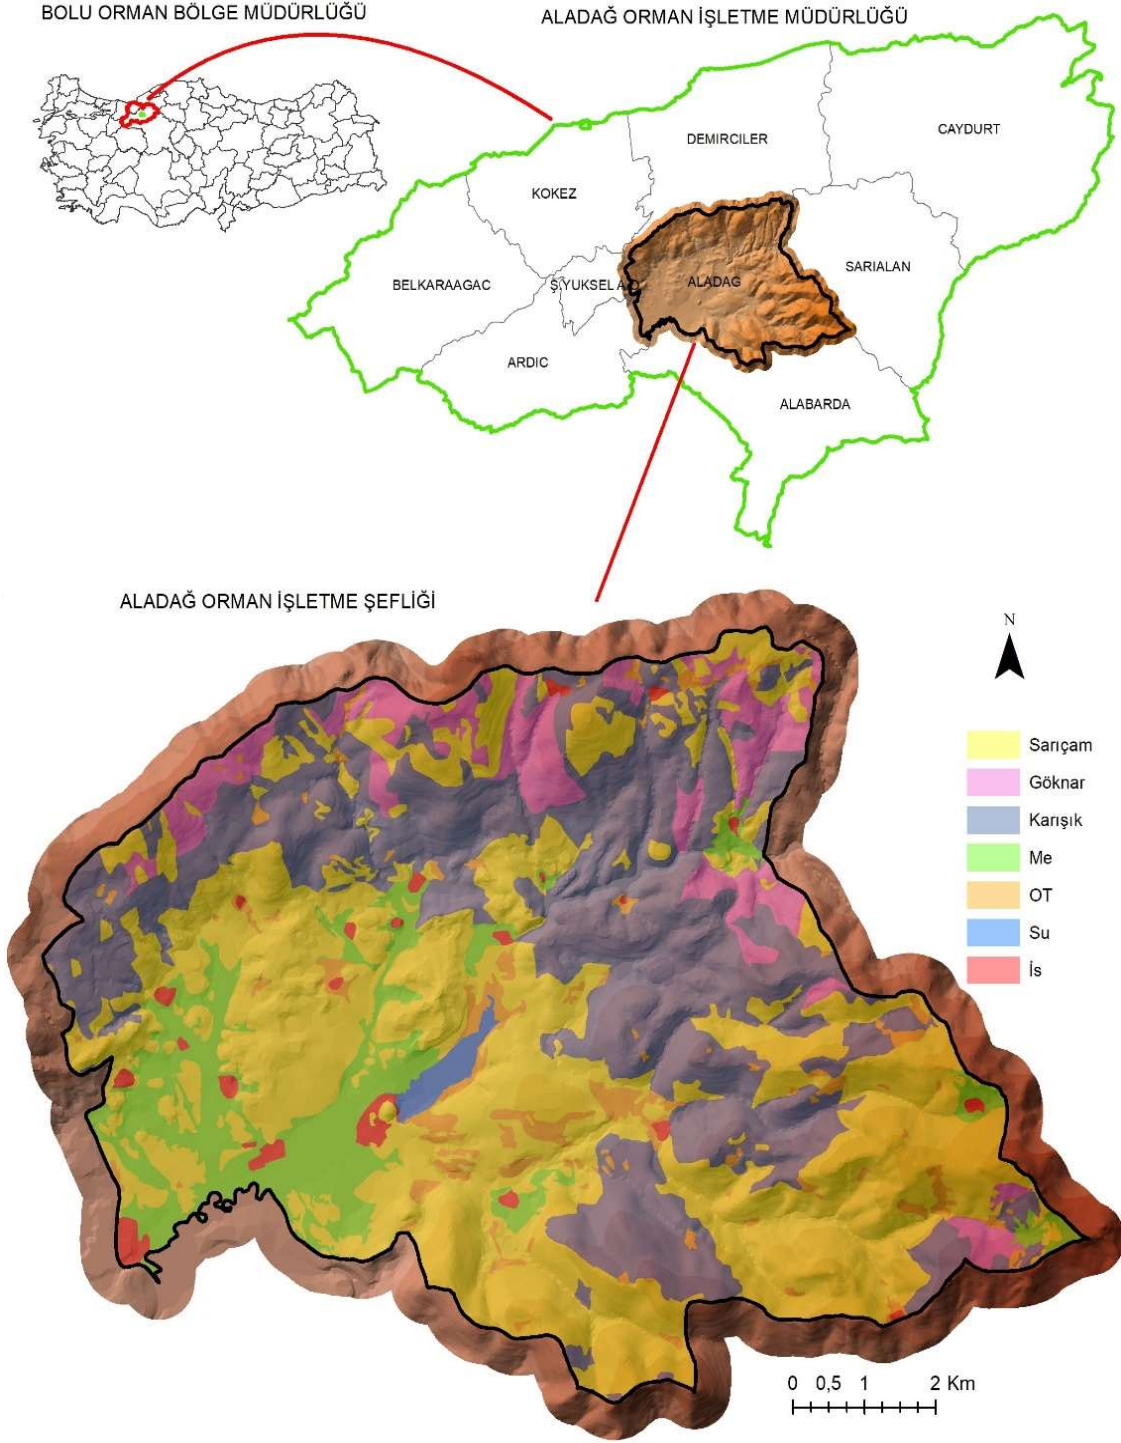 BOLU ORMAN BÖLGE MÜDÜRLÜĞÜ
ALADAĞ ORMAN İŞLETME MÜDÜRLÜĞÜ
CAYDURT
DEMIRCILER
KOKEZ
SARIALAN
BELKARAAGAC
Ş.YUKSEL
ALADAG
ARDIC
ALABARDA
ALADAĞ ORMAN İŞLETME ŞEFLİĞİ
N
Sarıçam
Göknar
Karışık
Me
OT
Su
İs
0 0,5 1 2 Km